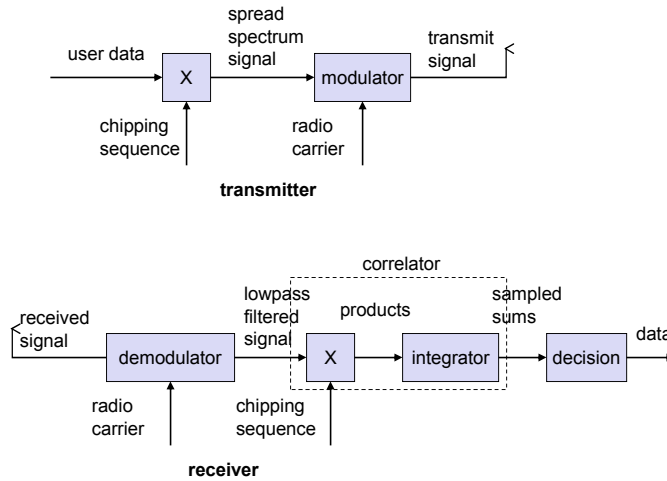 user data
X
spread
spectrum
signal
modulator
transmit
signal
chipping
sequence
radio
carrier
transmitter
correlator
received
signal
demodulator
lowpass
filtered
signal
X
products
integrator
sampled
sums
decision
data
radio
carrier
chipping
sequence
receiver